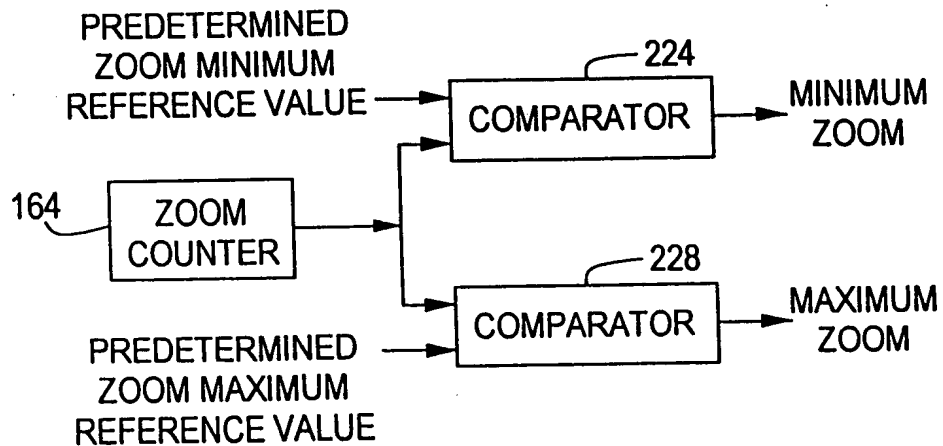 PREDETERMINED
ZOOM MINIMUM
REFERENCE VALUE
224
COMPARATOR
MINIMUM
ZOOM
164
ZOOM
COUNTER
228
COMPARATOR
MAXIMUM
ZOOM
PREDETERMINED
ZOOM MAXIMUM
REFERENCE VALUE